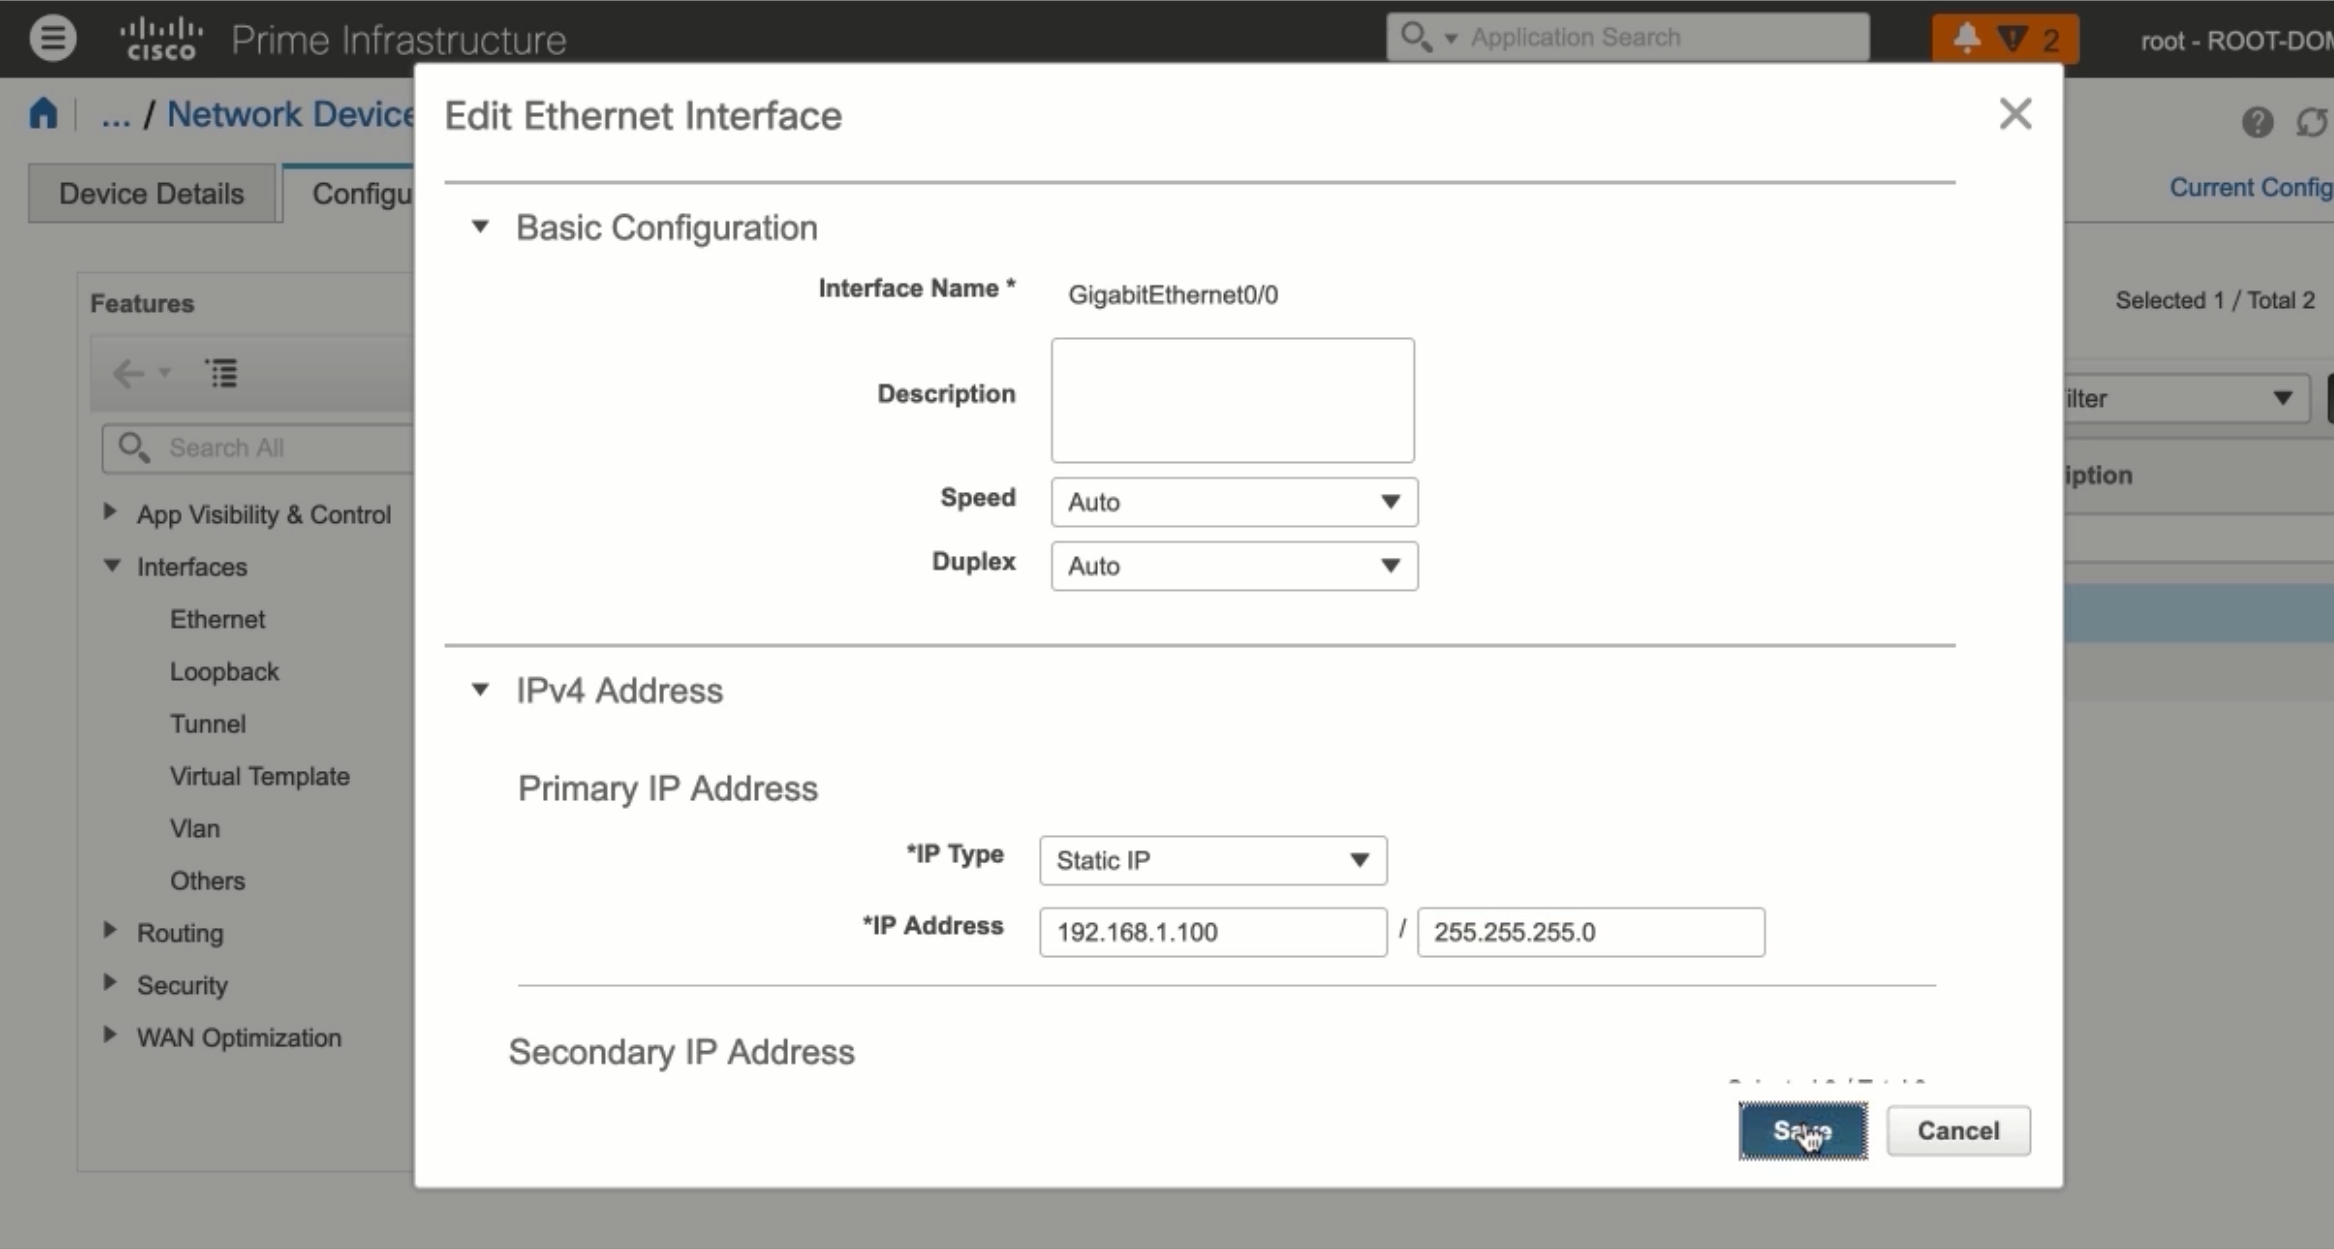 CISCO Prime Infrastructure
Application Search
2
root - ROOT-DOM
... / Network Device
Edit Ethernet Interface
Device Details
Configu
Current Config
Basic Configuration
Interface Name *
GigabitEthernet0/0
Features
Selected 1 / Total 2
Description
ilter
Search All
iption
Speed
Auto
App Visibility & Control
Duplex
Auto
Interfaces
Ethernet
Loopback
Tunnel
Virtual Template
Vlan
Others
Routing
Security
WAN Optimization
IPv4 Address
Primary IP Address
*IP Type
Static IP
*IP Address
192.168.1.100 / 255.255.255.0
Secondary IP Address
Save
Cancel